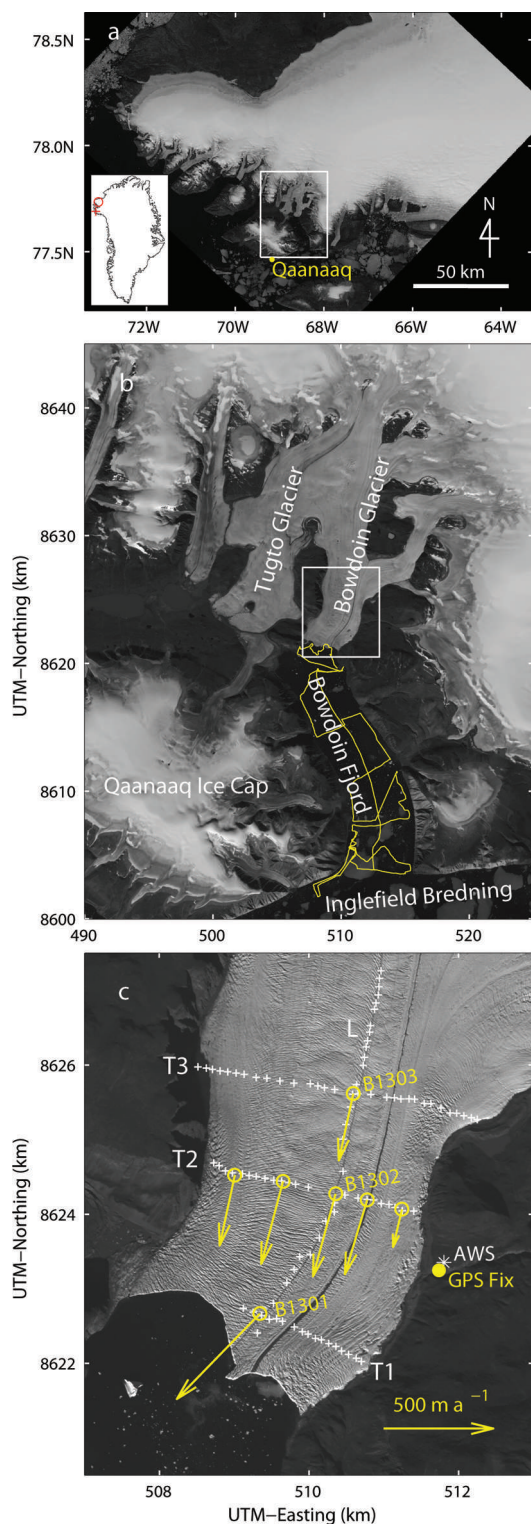 78.5N
a
78.0N
77.5N
Qaanaaq
N
50 km
72W
70W
68W
66W
64W
b
8640
8630
8620
8610
8600
UTM−Northing (km)
Tugto Glacier
Bowdoin Glacier
Bowdoin Fjord
Qaanaaq Ice Cap
Inglefield Bredning
490
500
510
520
c
8626
8624
8622
UTM−Northing (km)
L
T3
B1303
T2
B1302
AWS
GPS Fix
B1301
T1
500 m a −1
508
510
512
UTM−Easting (km)